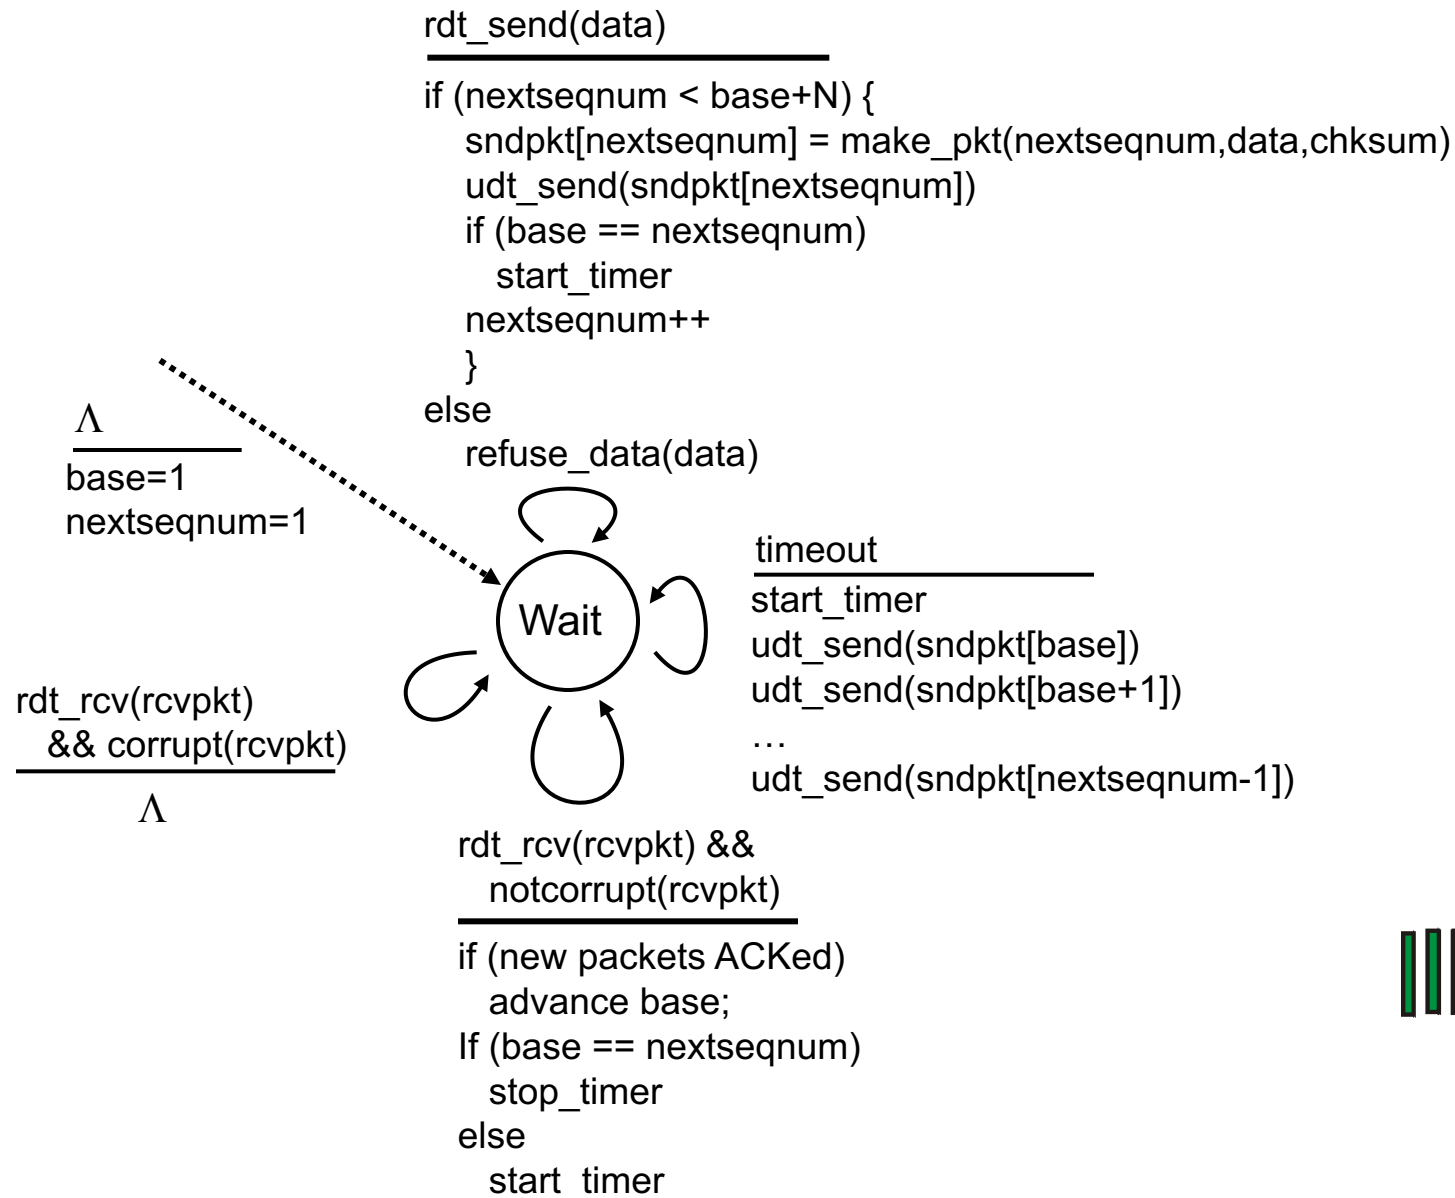 rdt_send(data)
if (nextseqnum < base+N) {
sndpkt[nextseqnum] = make_pkt(nextseqnum,data,chksum)
udt_send(sndpkt[nextseqnum])
if (base == nextseqnum)
start_timer
nextseqnum++
}
else
refuse_data(data)
Λ
base=1
nextseqnum=1
Wait
timeout
start_timer
udt_send(sndpkt[base])
udt_send(sndpkt[base+1])
…
udt_send(sndpkt[nextseqnum-1])
rdt_rcv(rcvpkt)
&& corrupt(rcvpkt)
Λ
rdt_rcv(rcvpkt) &&
notcorrupt(rcvpkt)
if (new packets ACKed)
advance base;
If (base == nextseqnum)
stop_timer
else
start_timer